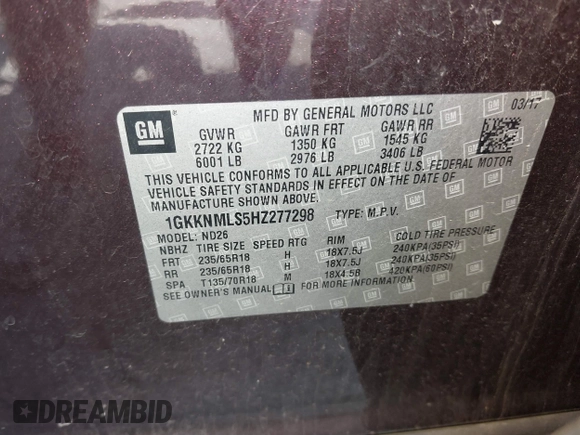 GM
MFD BY GENERAL MOTORS LLC 03/17
GVWR GAWR FRT GAWR RR
2722 KG 1350 KG 1545 KG
6001 LB 2976 LB 3406 LB
THIS VEHICLE CONFORMS TO ALL APPLICABLE U.S. FEDERAL MOTOR
VEHICLE SAFETY STANDARDS IN EFFECT ON THE DATE OF
MANUFACTURE SHOWN ABOVE.
1GKKNMLS5HZ277298 TYPE: M.P.V.
MODEL: ND26
NBHZ TIRE SIZE SPEED RTG RIM COLD TIRE PRESSURE
FRT 235/65R18 H 18X7.5J 240KPA(35PSI)
RR 235/65R18 H 18X7.5J 240KPA(35PSI)
SPA T135/70R18 M 18X4.5B 420KPA(60PSI)
SEE OWNER'S MANUAL FOR MORE INFORMATION.
DREAMBID